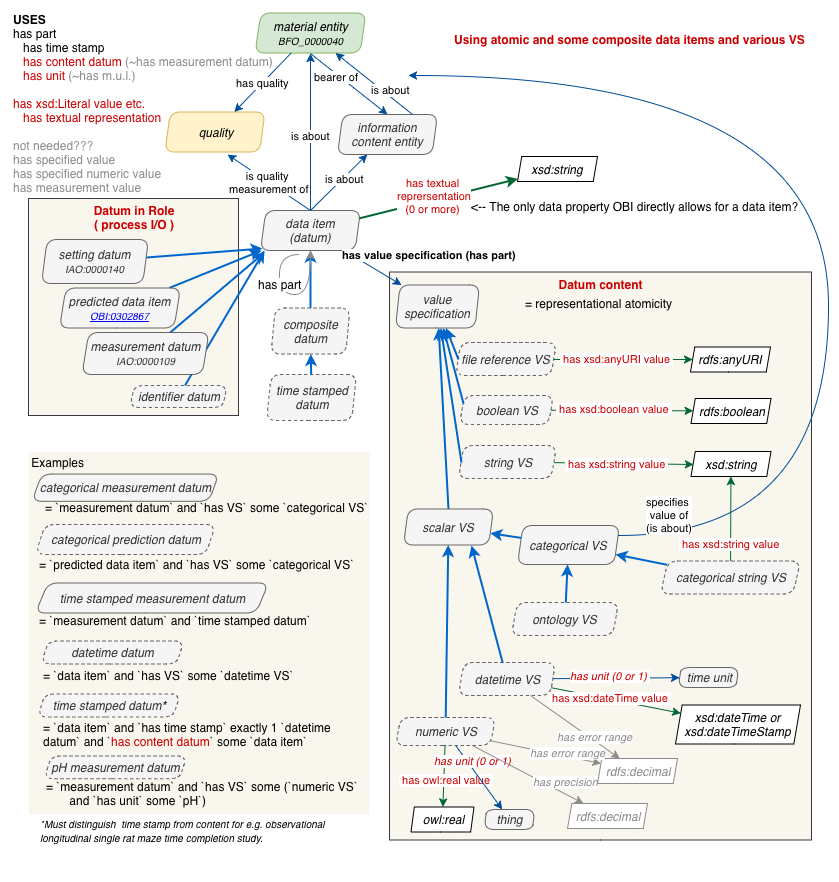 USES
has part
has time stamp
has content datum (~has measurement datum)
has unit (~has m.u.l.)
has xsd:Literal value etc.
has textual representation
not needed???
has specified value
has specified numeric value
has measurement value
material entity
BFO_0000040
Using atomic and some composite data items and various VS
has quality
bearer of
is about
quality
information
content entity
is about
is quality
measurement of
is about
xsd:string
has textual
reprersentation
(0 or more)
<-- The only data property OBI directly allows for a data item?
data item
(datum)
has value specification (has part)
has part
Datum in Role
( process I/O )
setting datum
IAO:0000140
predicted data item
OBI:0302867
measurement datum
IAO:0000109
identifier datum
composite
datum
time stamped
datum
Datum content
= representational atomicity
value
specification
file reference VS
has xsd:anyURI value
rdfs:anyURI
boolean VS
has xsd:boolean value
rdfs:boolean
string VS
has xsd:string value
xsd:string
specifies
value of
(is about)
scalar VS
categorical VS
has xsd:string value
categorical string VS
ontology VS
datetime VS
has unit (0 or 1)
time unit
has xsd:dateTime value
xsd:dateTime or
xsd:dateTimeStamp
numeric VS
has error range
has error range
has unit (0 or 1)
rdfs:decimal
has owl:real value
has precision
owl:real
thing
rdfs:decimal
Examples
categorical measurement datum
= `measurement datum` and `has VS` some `categorical VS`
categorical prediction datum
= `predicted data item` and `has VS` some `categorical VS`
time stamped measurement datum
= `measurement datum` and `time stamped datum`
datetime datum
= `data item` and `has VS` some `datetime VS`
time stamped datum*
= `data item` and `has time stamp` exactly 1 `datetime
datum` and `has content datum` some `data item`
pH measurement datum
= `measurement datum` and `has VS` some (`numeric VS`
and `has unit` some `pH`)
*Must distinguish time stamp from content for e.g. observational
longitudinal single rat maze time completion study.